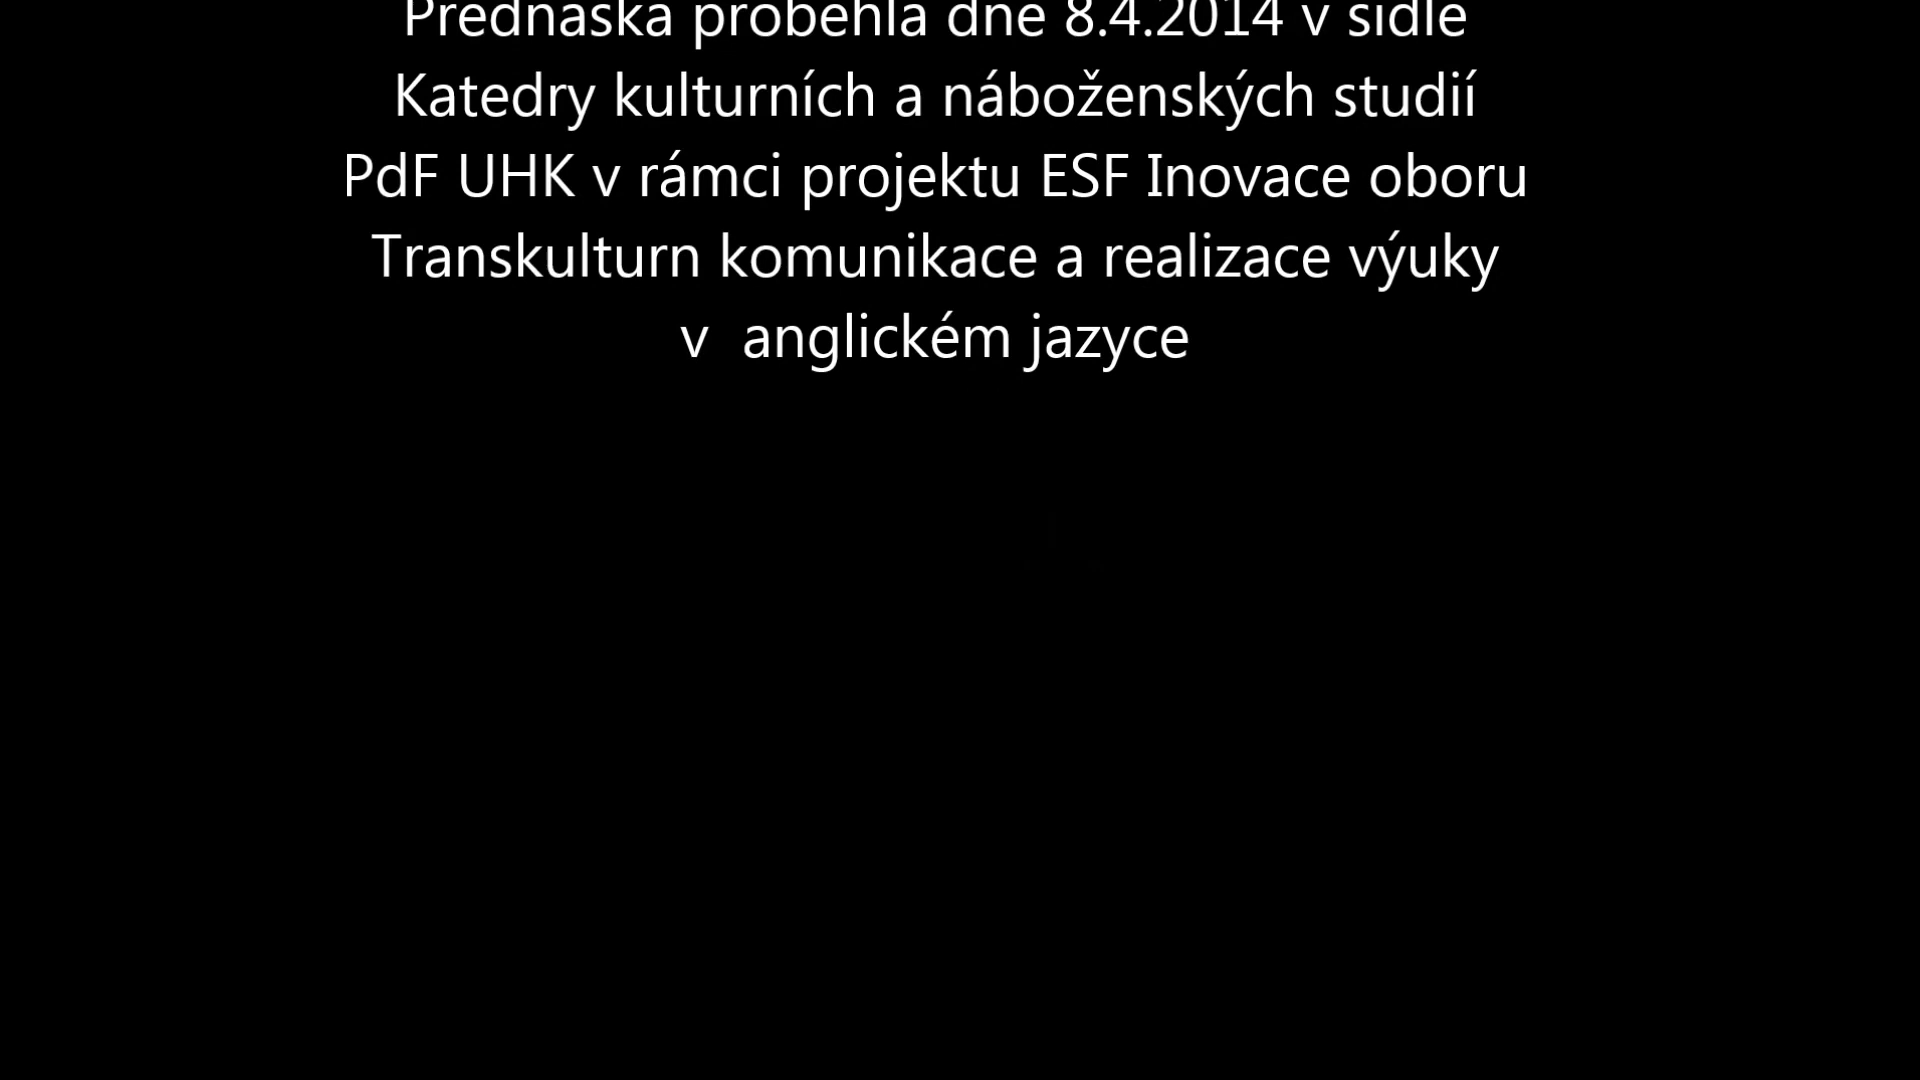 Přednáška proběhla dne 8.4.2014 v sídle
Katedry kulturních a náboženských studií
PdF UHK v rámci projektu ESF Inovace oboru
Transkulturn komunikace a realizace výuky
v  anglickém jazyce